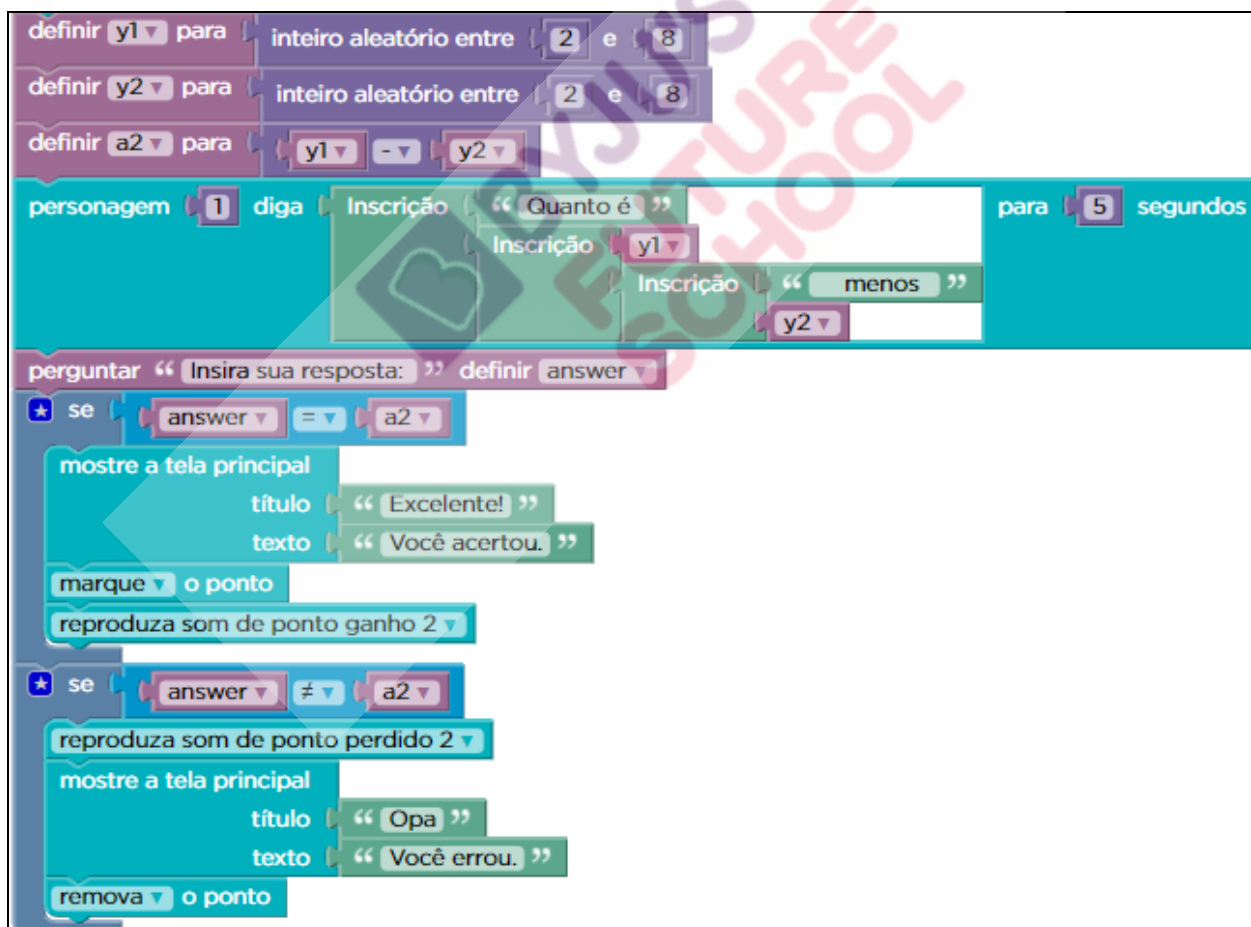 definir y1 para inteiro aleatório entre 2 e 8
definir y2 para inteiro aleatório entre 2 e 8
definir a2 para y1 - y2
personagem 1 diga Inscrição “ Quanto é ” para 5 segundos
Inscrição y1
Inscrição “ menos ”
y2
perguntar “ Insira sua resposta: ” definir answer
se answer = a2
mostre a tela principal
título “ Excelente! ”
texto “ Você acertou. ”
marque o ponto
reproduza som de ponto ganho 2
se answer ≠ a2
reproduza som de ponto perdido 2
mostre a tela principal
título “ Opa ”
texto “ Você errou. ”
remova o ponto
BYJU'S
FUTURE
SCHOOL